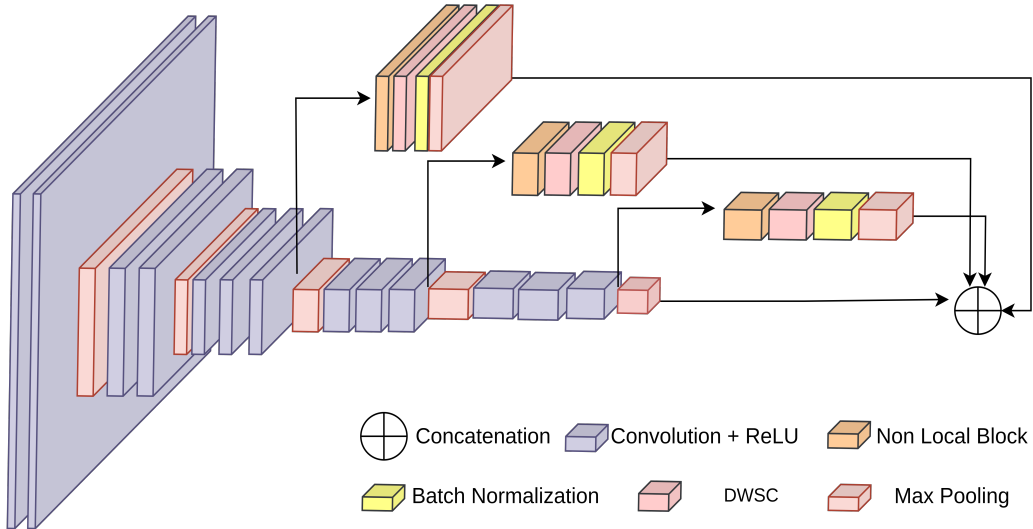 Concatenation
Convolution + ReLU
Non Local Block
Batch Normalization
DWSC
Max Pooling